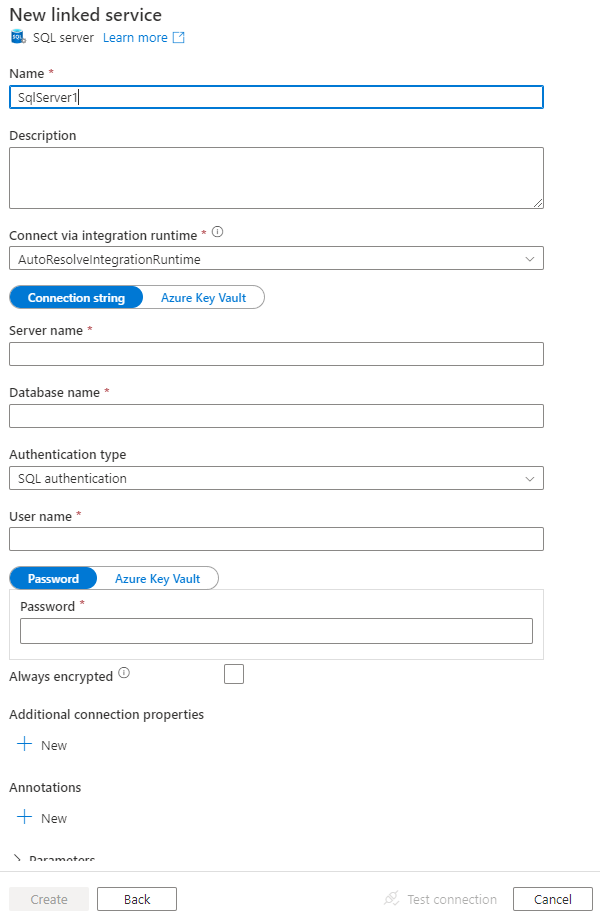 New linked service
SQL server Learn more
Name *
SqlServer1
Description
Connect via integration runtime *
AutoResolveIntegrationRuntime
Connection string Azure Key Vault
Server name *
Database name *
Authentication type
SQL authentication
User name *
Password Azure Key Vault
Password *
Always encrypted
Additional connection properties
New
Annotations
New
Parameters
Create Back Test connection Cancel